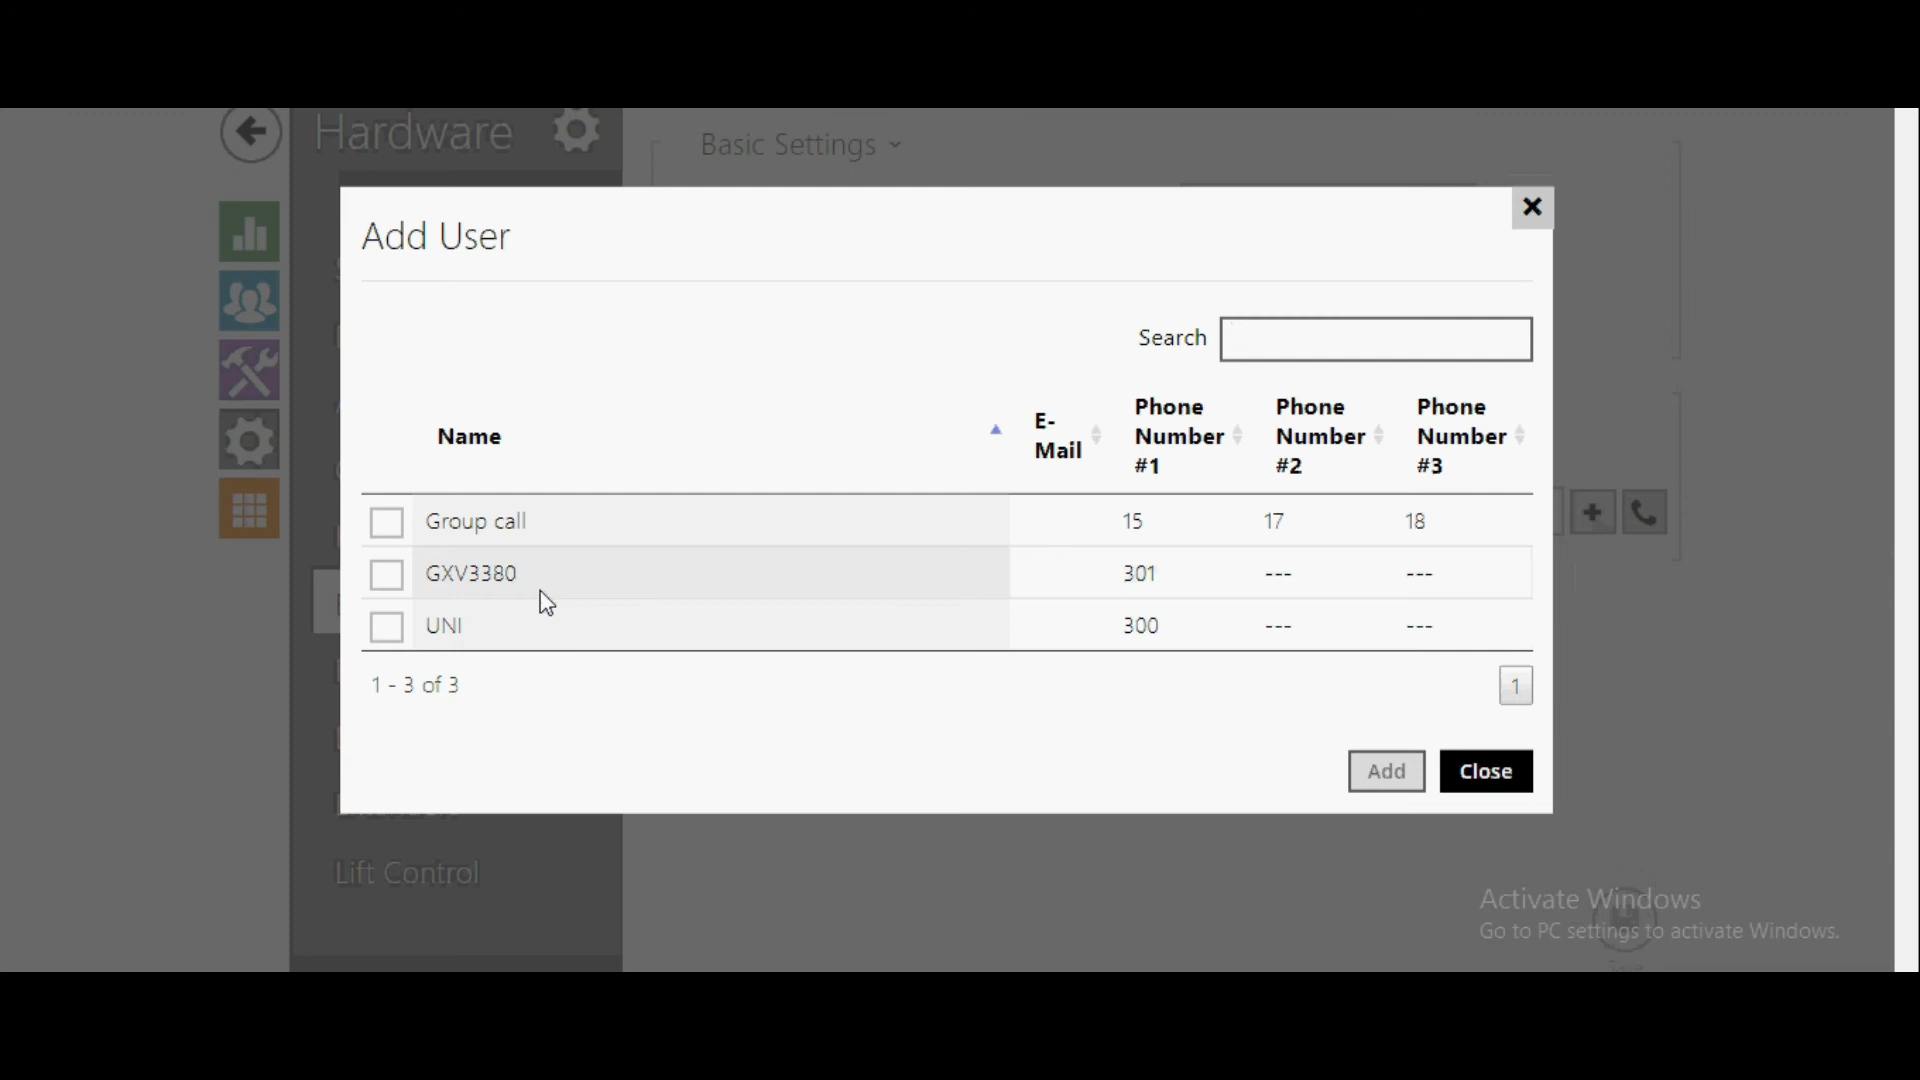 Hardware
Basic Settings
Add User
Search
Name
E-
Mail
Phone
Number
#1
Phone
Number
#2
Phone
Number
#3
Group call 15 17 18
GXV3380 301 --- ---
UNI 300 --- ---
1 - 3 of 3
1
Add
Close
Lift Control
Activate Windows
Go to PC settings to activate Windows.